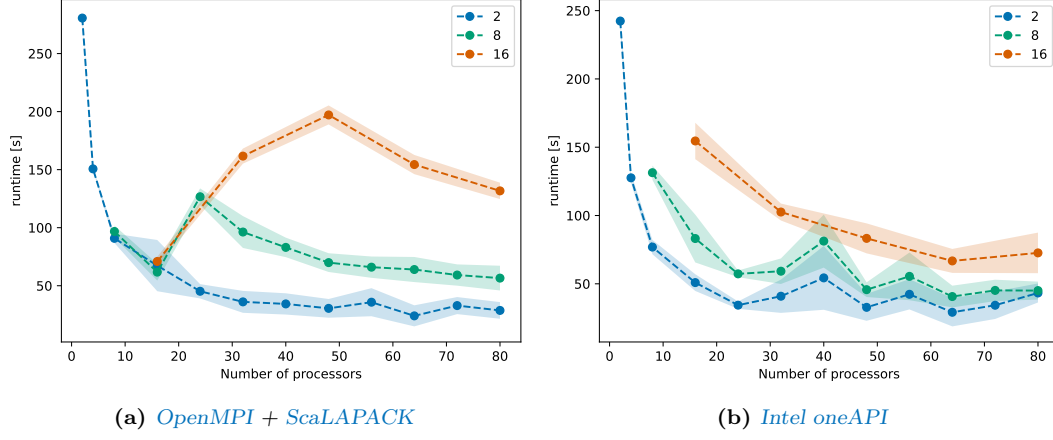 250
200
150
100
50
runtime [s]
0 10 20 30 40 50 60 70 80
Number of processors
2
8
16
(a) OpenMPI + ScaLAPACK
250
200
150
100
50
runtime [s]
0 10 20 30 40 50 60 70 80
Number of processors
2
8
16
(b) Intel oneAPI